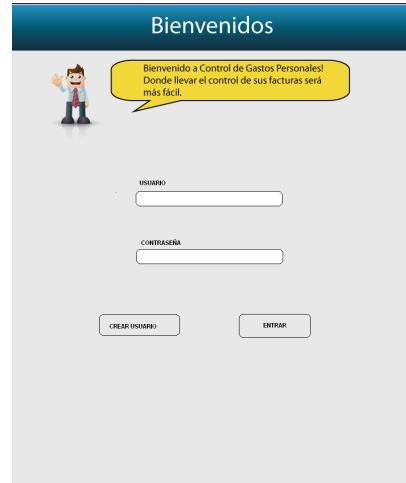 Bienvenidos
Bienvenido a Control de Gastos Personales!
Donde llevar el control de sus facturas será
más fácil.
USUARIO
CONTRASEÑA
CREAR USUARIO
ENTRAR